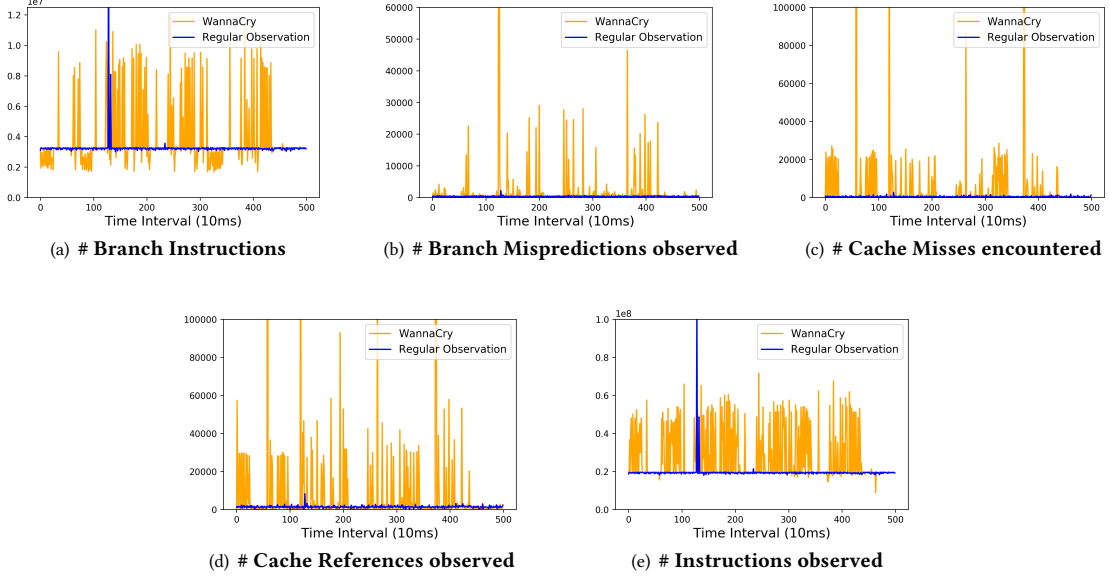 1e7
1.2
1.0
0.8
0.6
0.4
0.2
0.0
WannaCry
Regular Observation
0 100 200 300 400 500
Time Interval (10ms)
(a) # Branch Instructions
60000
50000
40000
30000
20000
10000
0
WannaCry
Regular Observation
0 100 200 300 400 500
Time Interval (10ms)
(b) # Branch Mispredictions observed
100000
80000
60000
40000
20000
0
WannaCry
Regular Observation
0 100 200 300 400 500
Time Interval (10ms)
(c) # Cache Misses encountered
100000
80000
60000
40000
20000
0
WannaCry
Regular Observation
0 100 200 300 400 500
Time Interval (10ms)
(d) # Cache References observed
1e8
1.0
0.8
0.6
0.4
0.2
0.0
WannaCry
Regular Observation
0 100 200 300 400 500
Time Interval (10ms)
(e) # Instructions observed